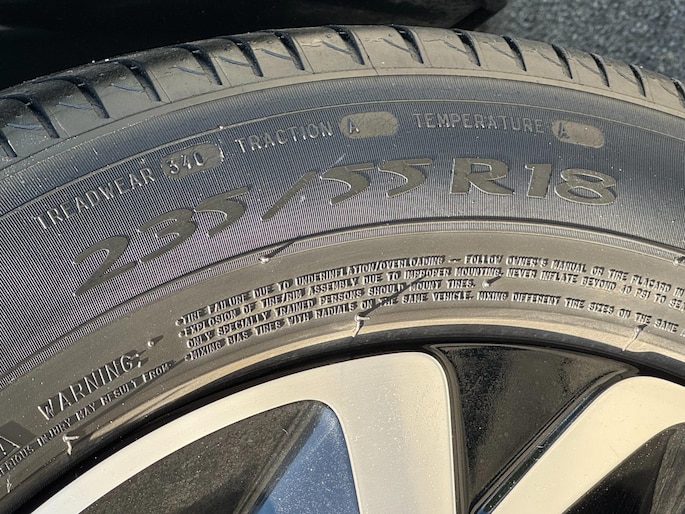 TREADWEAR 340 TRACTION A TEMPERATURE A
235/55R18
WARNING:
SERIOUS INJURY MAY RESULT FROM:
•TIRE FAILURE DUE TO UNDERINFLATION/OVERLOADING — FOLLOW OWNER'S MANUAL OR TIRE PLACARD IN
•EXPLOSION OF TIRE/RIM ASSEMBLY DUE TO IMPROPER MOUNTING. NEVER INFLATE BEYOND 40 PSI TO SE
ONLY SPECIALLY TRAINED PERSONS SHOULD MOUNT TIRES.
•MIXING BIAS TIRES WITH RADIALS ON THE SAME VEHICLE. MIXING DIFFERENT TIRE SIZES ON THE SAME